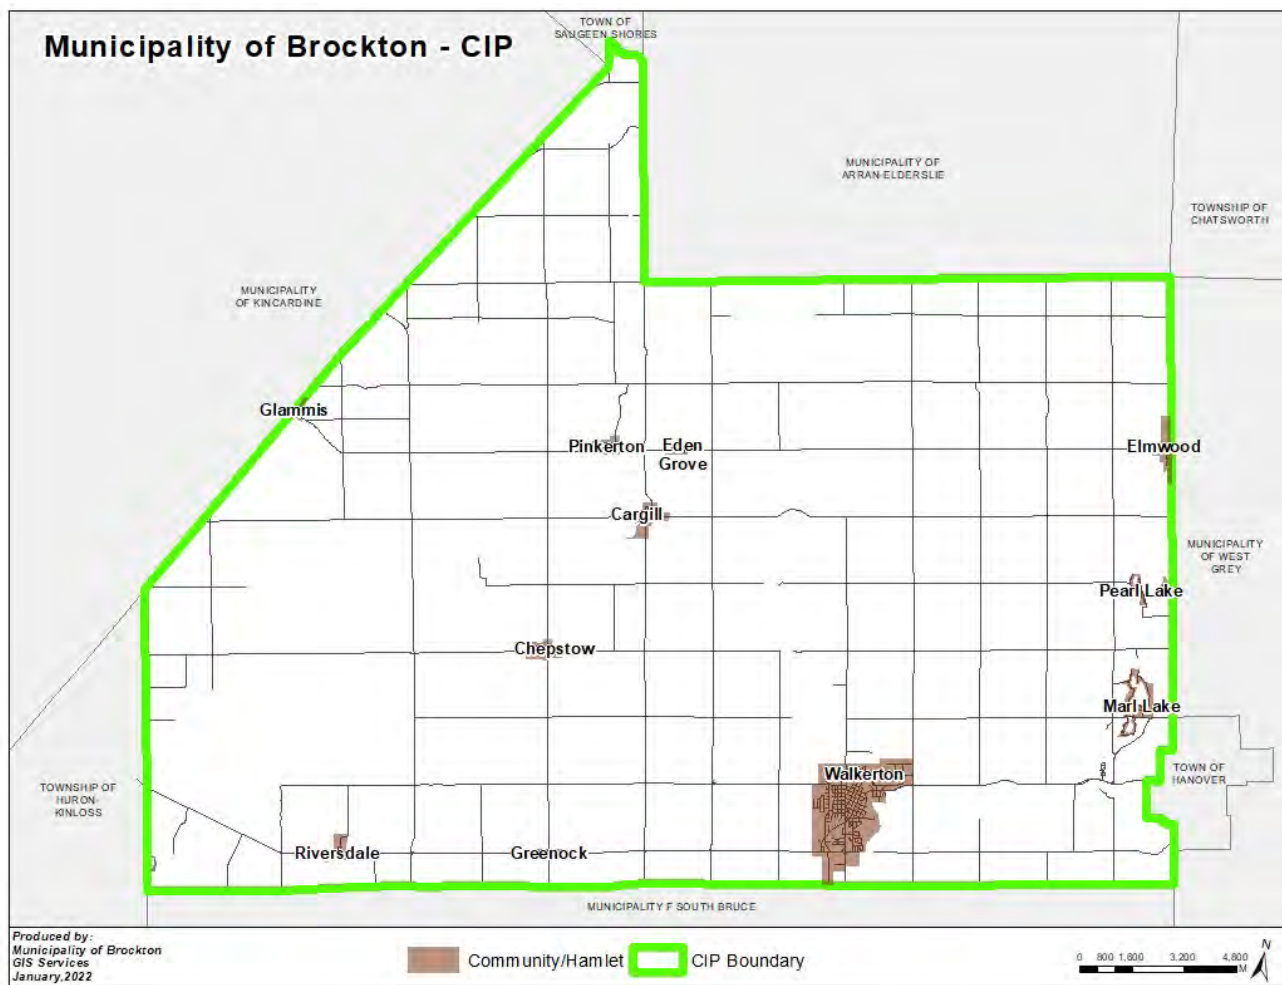 Municipality of Brockton - CIP
TOWN OF
SAUGEEN SHORES
MUNICIPALITY OF
ARRAN-ELDERSLIE
TOWNSHIP OF
CHATSWORTH
MUNICIPALITY
OF KINCARDINE
Glammis
Pinkerton
Eden
Grove
Elmwood
Cargill
MUNICIPALITY
OF WEST
GREY
Pearl Lake
Chepstow
Marl Lake
Walkerton
TOWN OF
HANOVER
TOWNSHIP OF
HURON-
KINLOSS
Riversdale
Greenock
MUNICIPALITY F SOUTH BRUCE
Produced by:
Municipality of Brockton
GIS Services
January,2022
Community/Hamlet
CIP Boundary
0 800 1,600 3,200 4,800
M
N